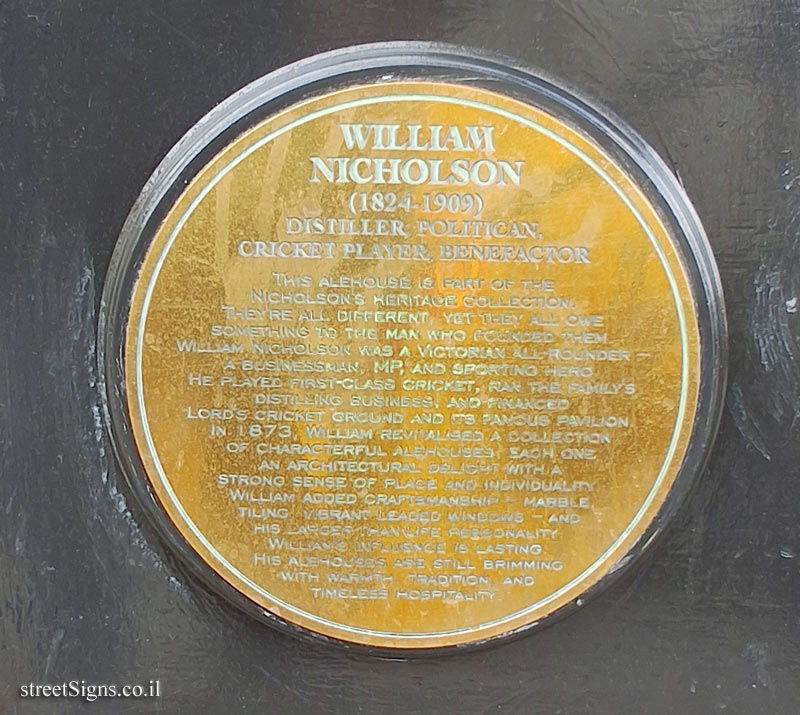 WILLIAM
NICHOLSON
(1824-1909)
DISTILLER, POLITICAN,
CRICKET PLAYER, BENEFACTOR
THIS ALEHOUSE IS PART OF THE
NICHOLSON'S HERITAGE COLLECTION.
THEY'RE ALL DIFFERENT, YET THEY ALL OWE
SOMETHING TO THE MAN WHO FOUNDED THEM.
WILLIAM NICHOLSON WAS A VICTORIAN ALL-ROUNDER –
A BUSINESSMAN, MP, AND SPORTING HERO.
HE PLAYED FIRST-CLASS CRICKET, RAN THE FAMILY'S
DISTILLING BUSINESS, AND FINANCED
LORD'S CRICKET GROUND AND ITS FAMOUS PAVILION.
IN 1873, WILLIAM REVITALISED A COLLECTION
OF CHARACTERFUL ALEHOUSES, EACH ONE
AN ARCHITECTURAL DELIGHT WITH A
STRONG SENSE OF PLACE AND INDIVIDUALITY.
WILLIAM ADDED CRAFTSMANSHIP – MARBLE,
TILING, VIBRANT LEADED WINDOWS – AND
HIS LARGER THAN LIFE PERSONALITY.
WILLIAM'S INFLUENCE IS LASTING.
HIS ALEHOUSES ARE STILL BRIMMING
WITH WARMTH, TRADITION, AND
TIMELESS HOSPITALITY.
streetSigns.co.il